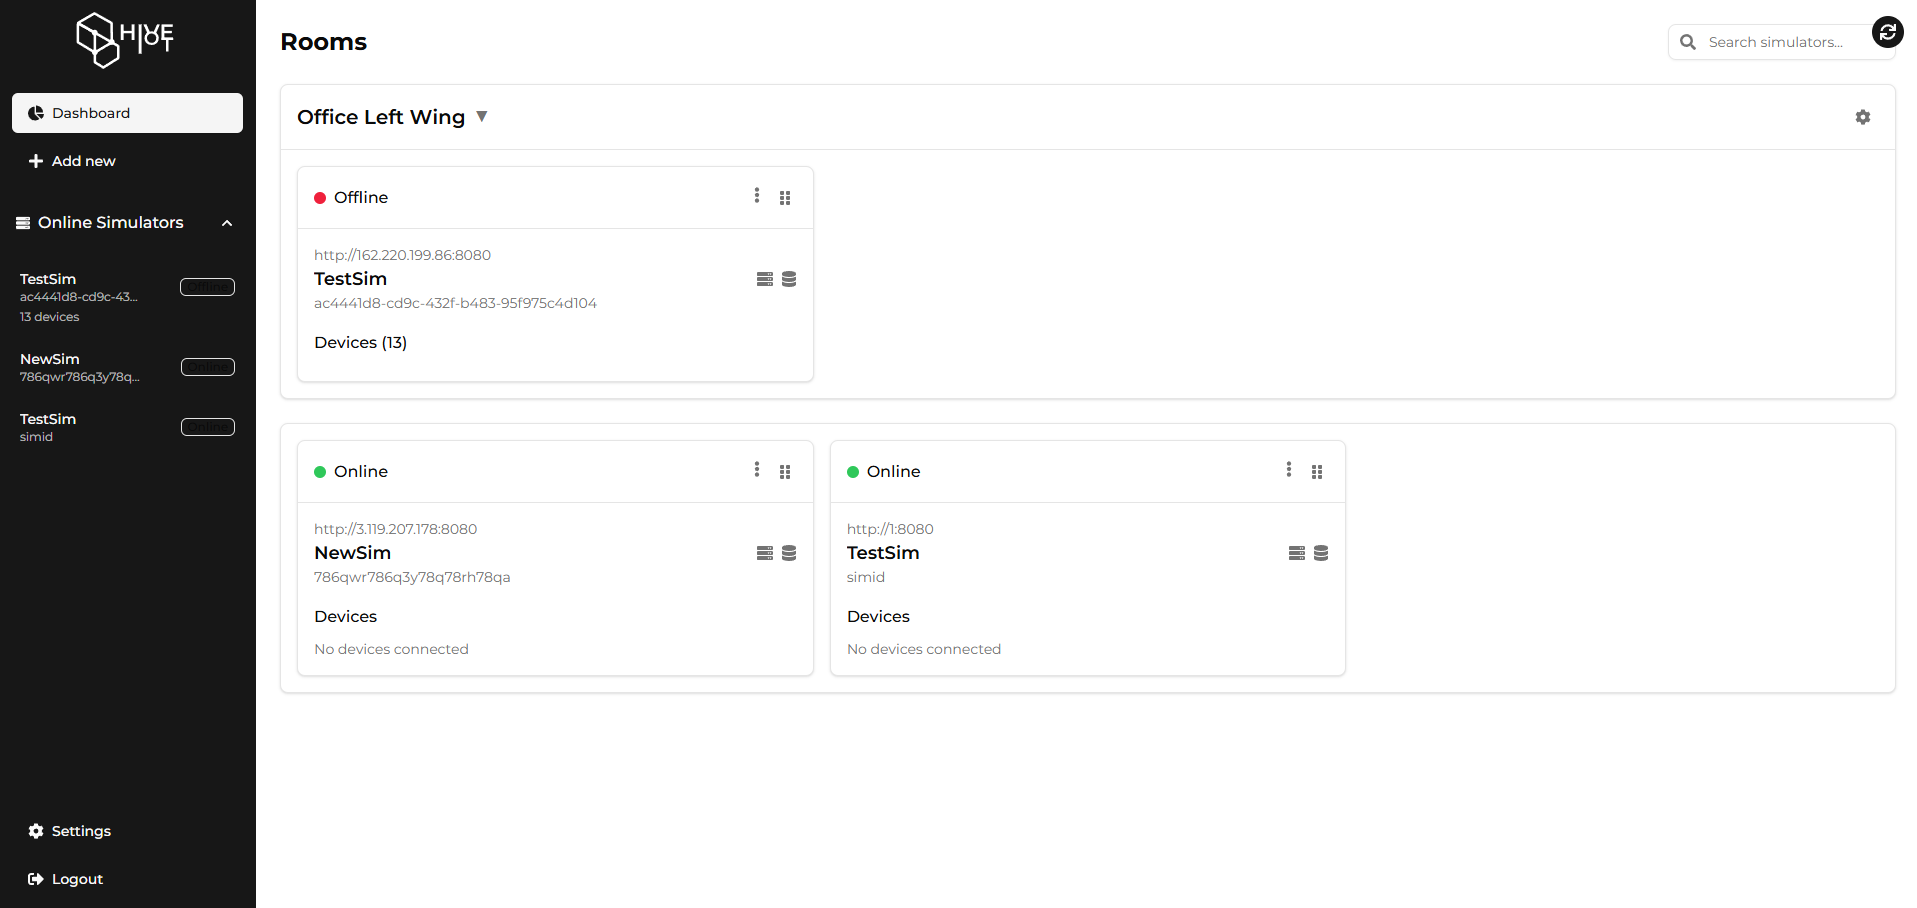 HIVE
IOT
Dashboard
Add new
Online Simulators
TestSim
ac4441d8-cd9c-43...
13 devices
Offline
NewSim
786qwr786q3y78q...
Online
TestSim
simid
Online
Settings
Logout
Rooms
Search simulators...
Office Left Wing
Offline
http://162.220.199.86:8080
TestSim
ac4441d8-cd9c-432f-b483-95f975c4d104
Devices (13)
Online
http://3.119.207.178:8080
NewSim
786qwr786q3y78q78rh78qa
Devices
No devices connected
Online
http://1:8080
TestSim
simid
Devices
No devices connected